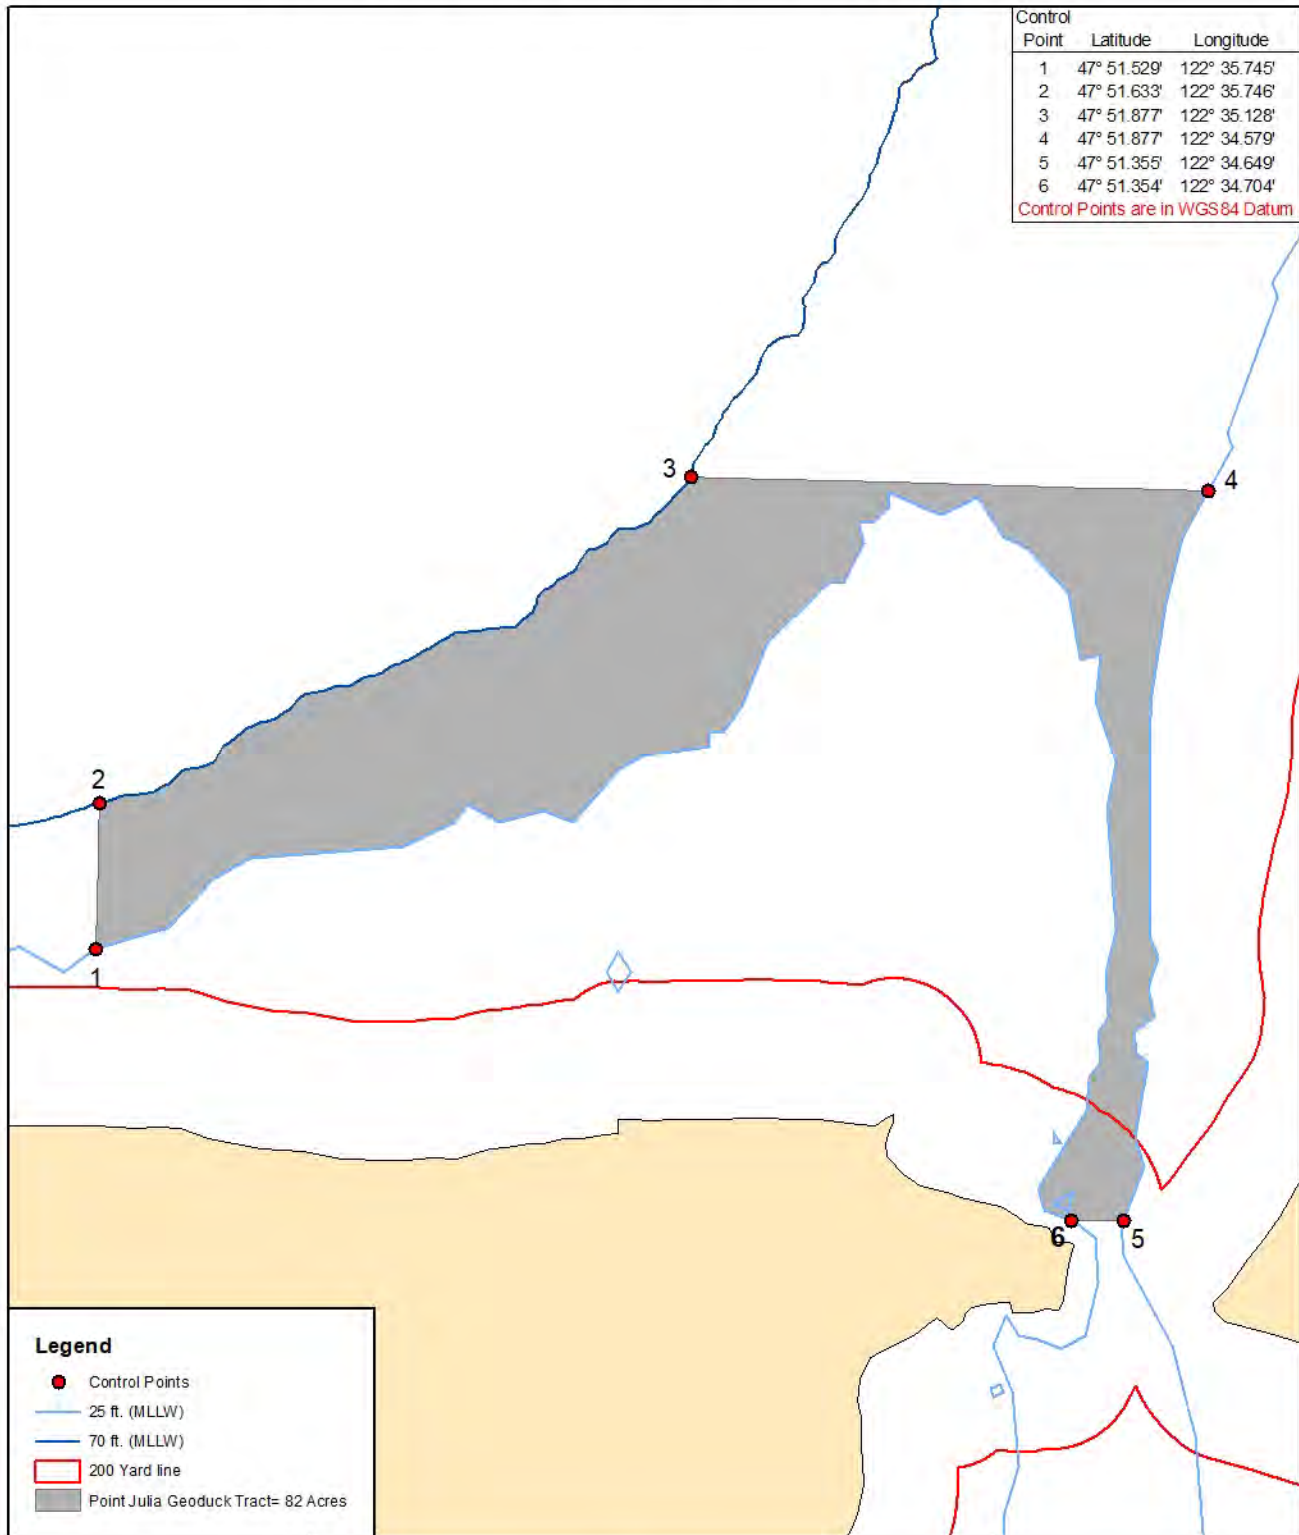 Control
Point Latitude Longitude
1 47° 51.529' 122° 35.745'
2 47° 51.633' 122° 35.746'
3 47° 51.877' 122° 35.128'
4 47° 51.877' 122° 34.579'
5 47° 51.355' 122° 34.649'
6 47° 51.354' 122° 34.704'
Control Points are in WGS84 Datum
3
4
2
1
6
5
Legend
Control Points
25 ft. (MLLW)
70 ft. (MLLW)
200 Yard line
Point Julia Geoduck Tract= 82 Acres